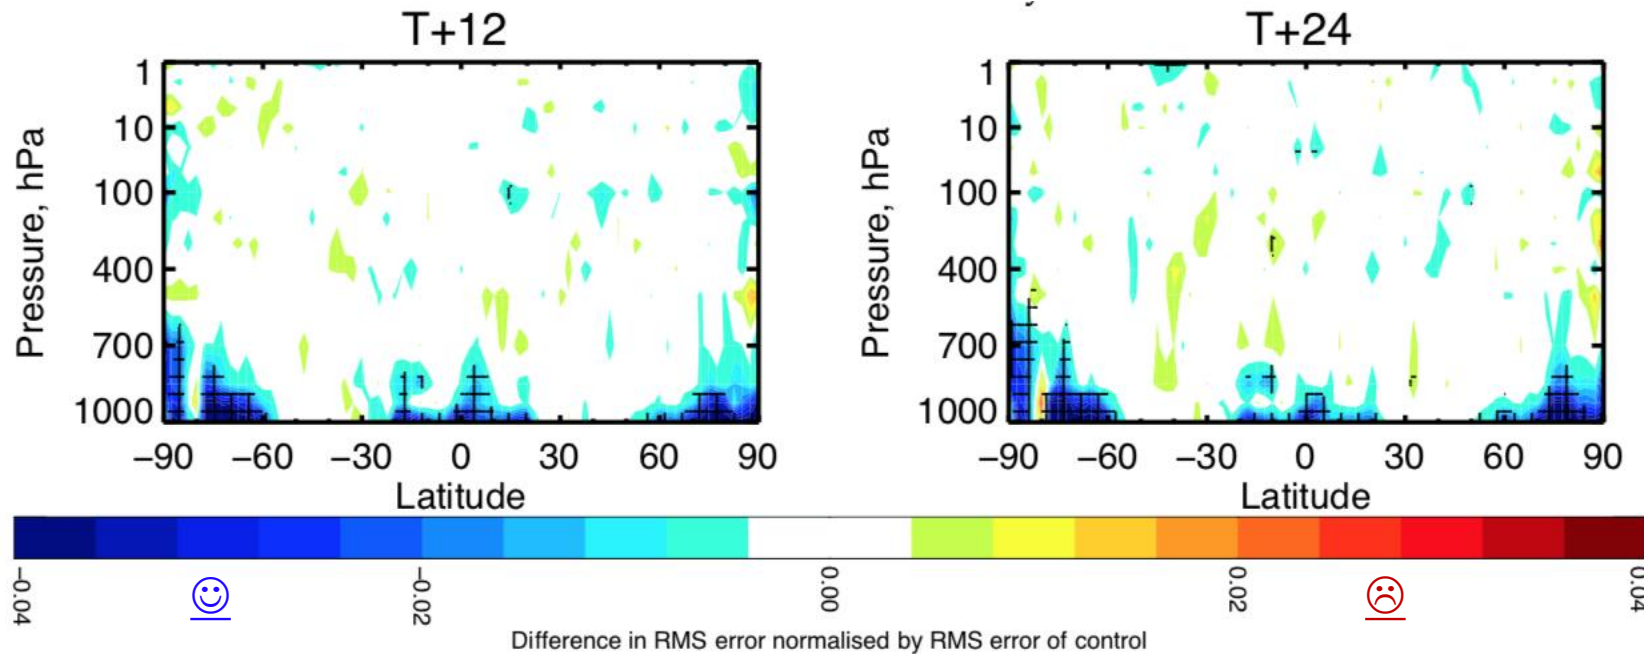 T+12
T+24
1
10
100
400
700
1000
Pressure, hPa
−90 −60 −30 0 30 60 90
Latitude
1
10
100
400
700
1000
Pressure, hPa
−90 −60 −30 0 30 60 90
Latitude
−0.04
−0.02
0.00
0.02
0.04
Difference in RMS error normalised by RMS error of control